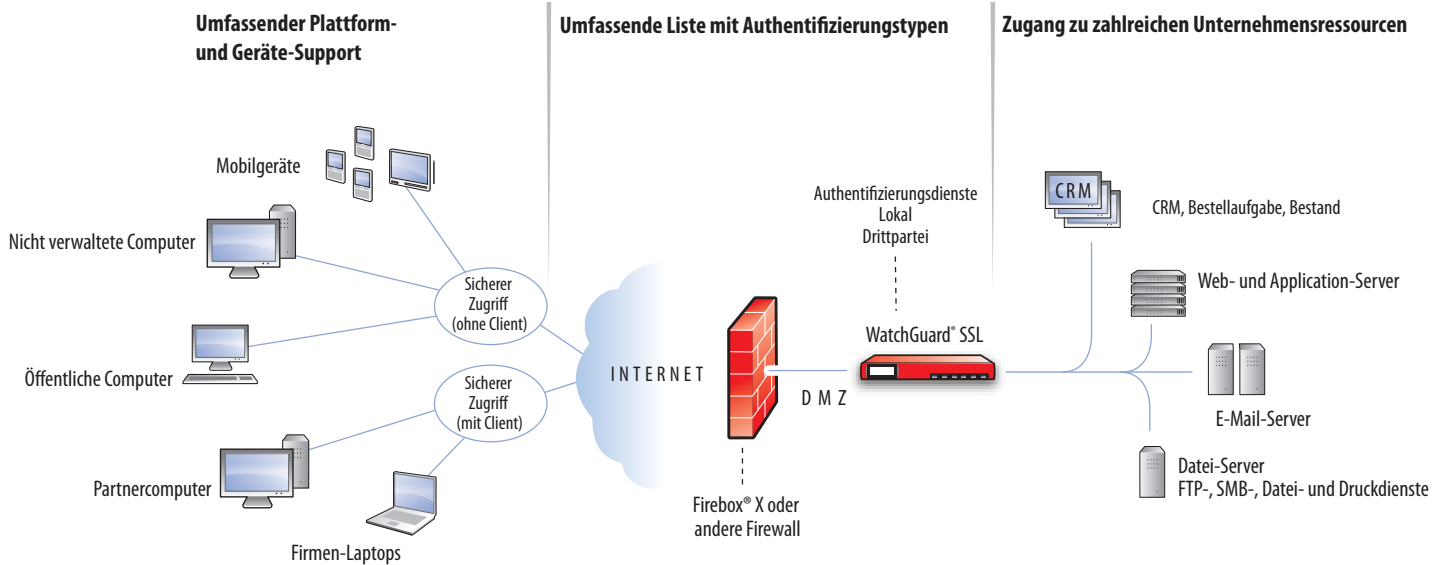 Umfassender Plattform-
und Geräte-Support
Umfassende Liste mit Authentifizierungstypen
Zugang zu zahlreichen Unternehmensressourcen
Mobilgeräte
Nicht verwaltete Computer
Öffentliche Computer
Partnercomputer
Firmen-Laptops
Sicherer
Zugriff
(ohne Client)
Sicherer
Zugriff
(mit Client)
INTERNET
Firebox® X oder
andere Firewall
DMZ
Authentifizierungsdienste
Lokal
Drittpartei
WatchGuard® SSL
CRM
CRM, Bestellaufgabe, Bestand
Web- und Application-Server
E-Mail-Server
Datei-Server
FTP-, SMB-, Datei- und Druckdienste